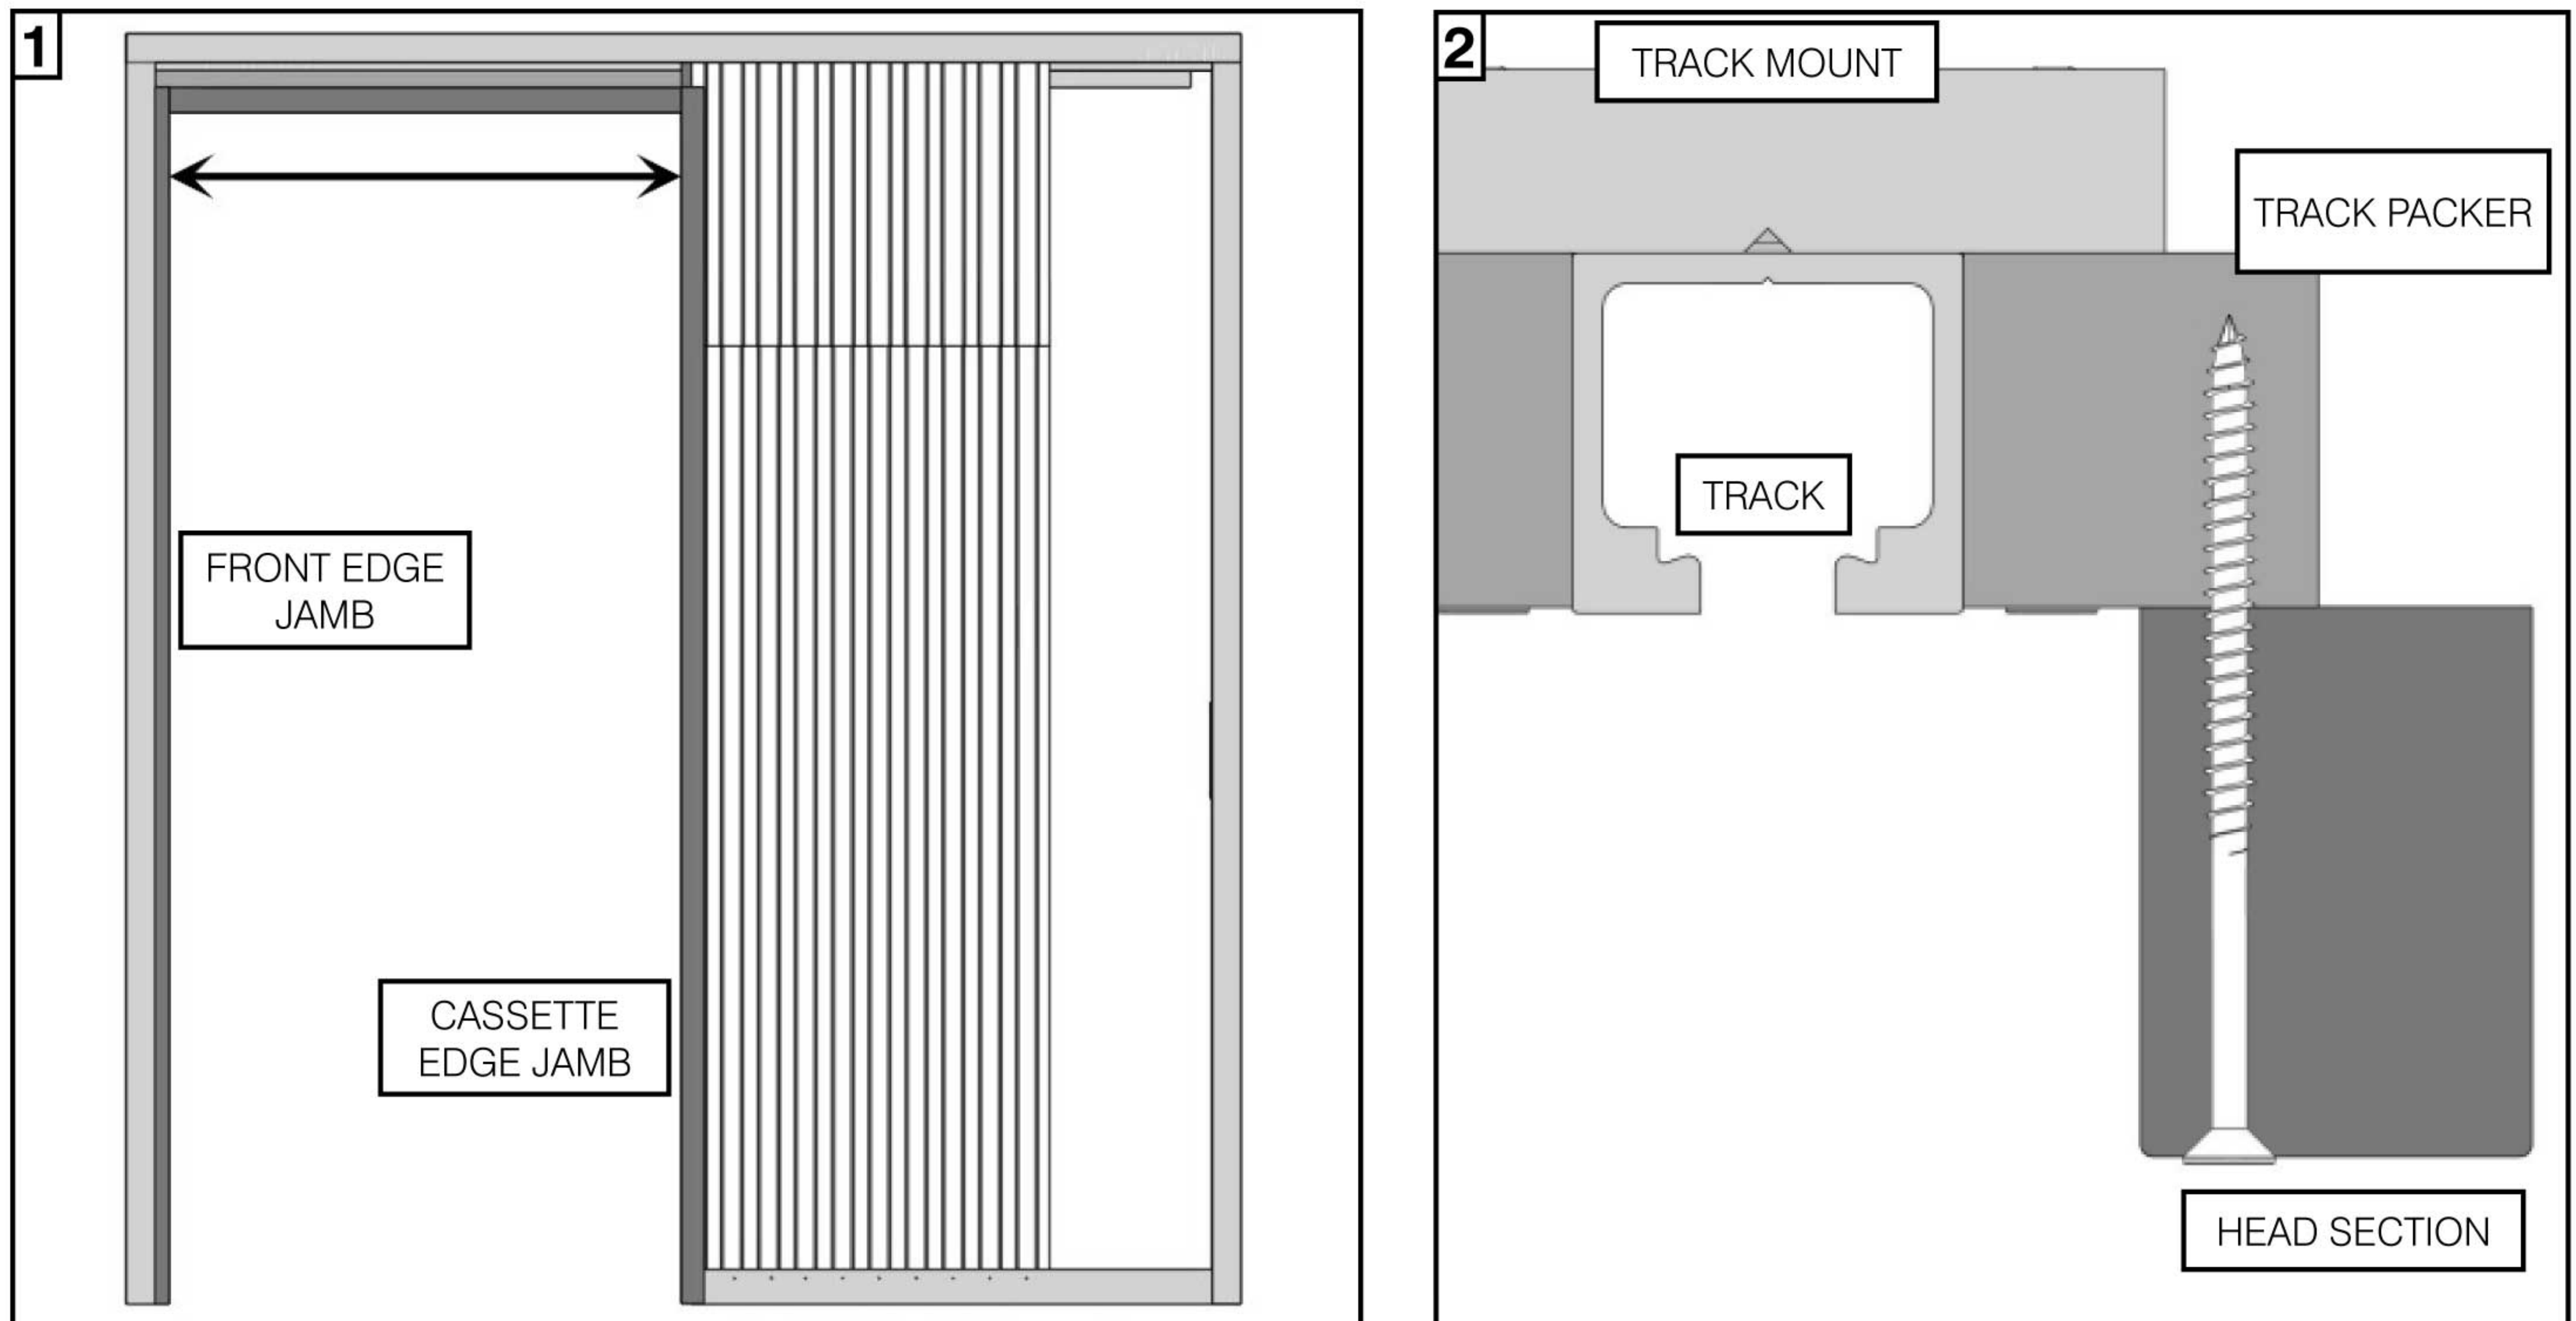 1
FRONT EDGE
JAMB
CASSETTE
EDGE JAMB
2
TRACK MOUNT
TRACK PACKER
TRACK
HEAD SECTION